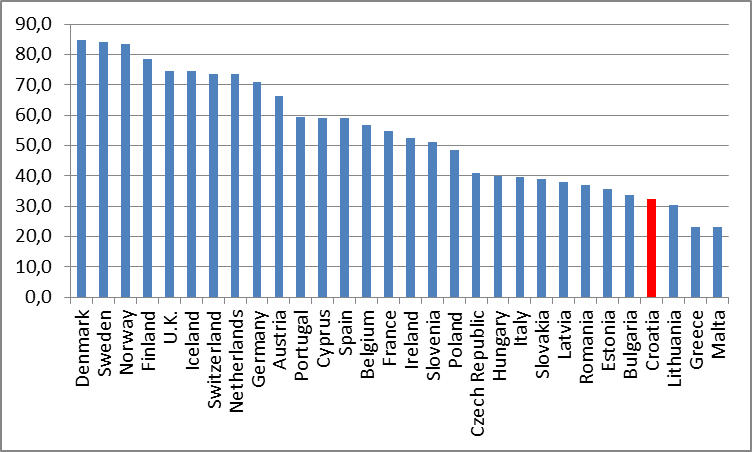 90,0
80,0
70,0
60,0
50,0
40,0
30,0
20,0
10,0
0,0
Denmark
Sweden
Norway
Finland
U.K.
Iceland
Switzerland
Netherlands
Germany
Austria
Portugal
Cyprus
Spain
Belgium
France
Ireland
Slovenia
Poland
Czech Republic
Hungary
Italy
Slovakia
Latvia
Romania
Estonia
Bulgaria
Croatia
Lithuania
Greece
Malta